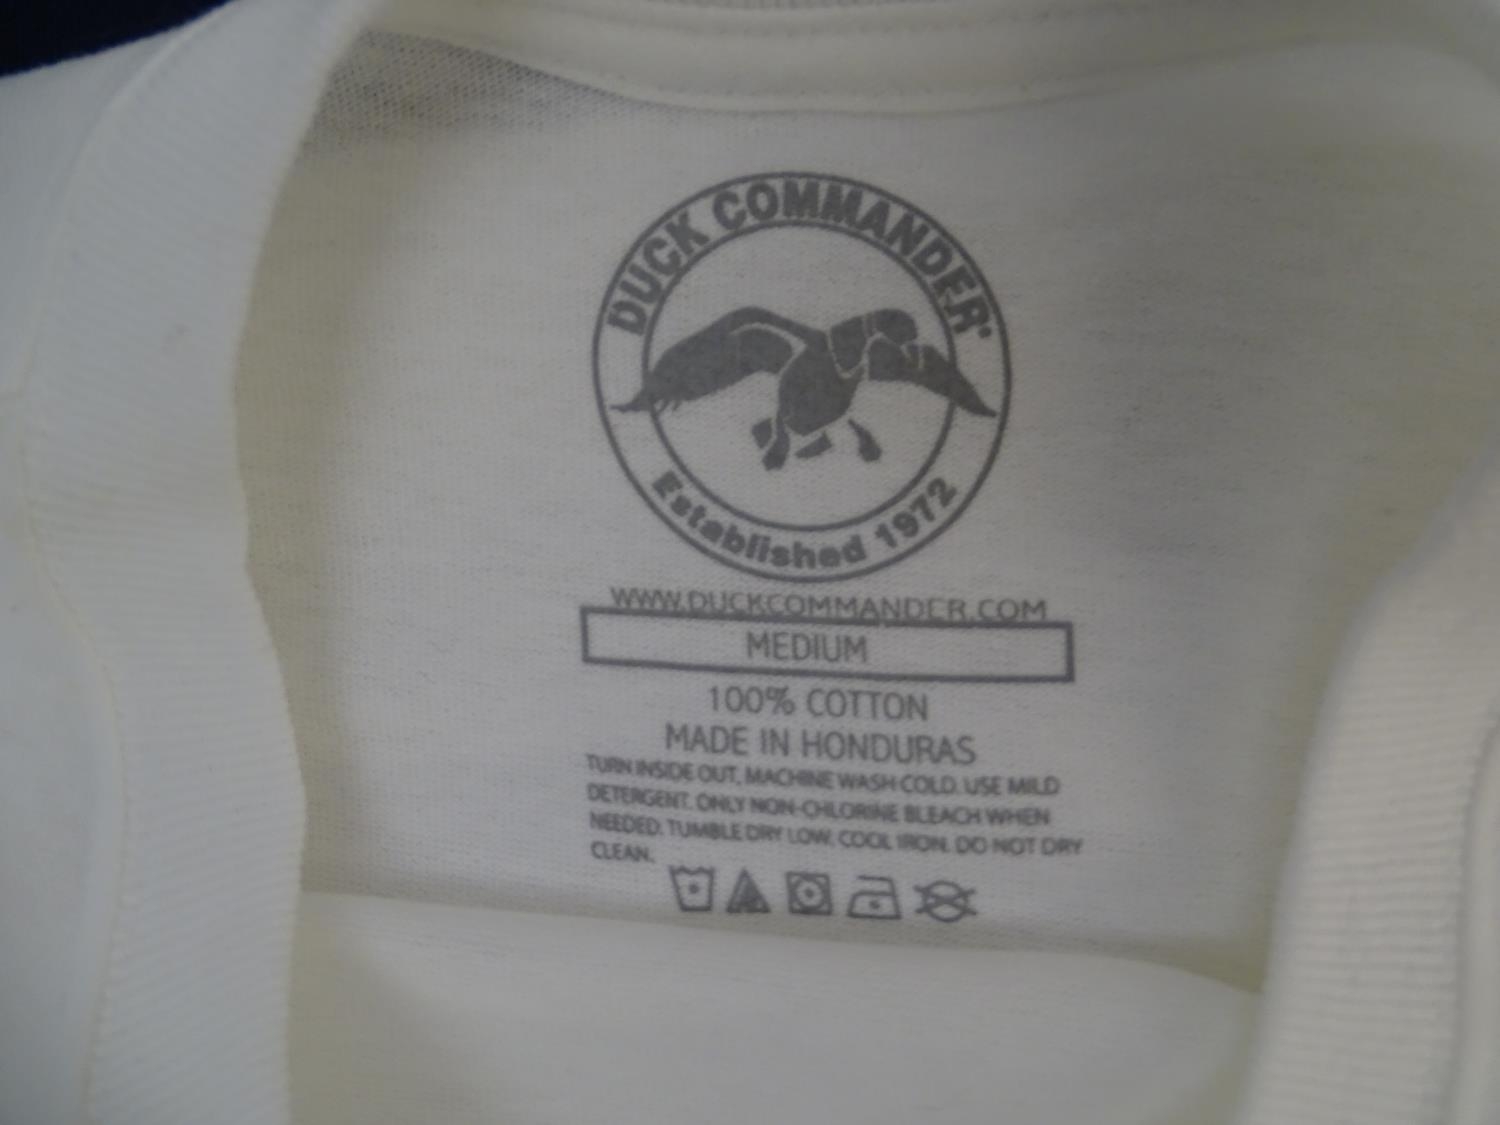 DUCK COMMANDER®
Established 1972
WWW.DUCKCOMMANDER.COM
MEDIUM
100% COTTON
MADE IN HONDURAS
TURN INSIDE OUT, MACHINE WASH COLD. USE MILD
DETERGENT. ONLY NON-CHLORINE BLEACH WHEN
NEEDED. TUMBLE DRY LOW. COOL IRON. DO NOT DRY
CLEAN.